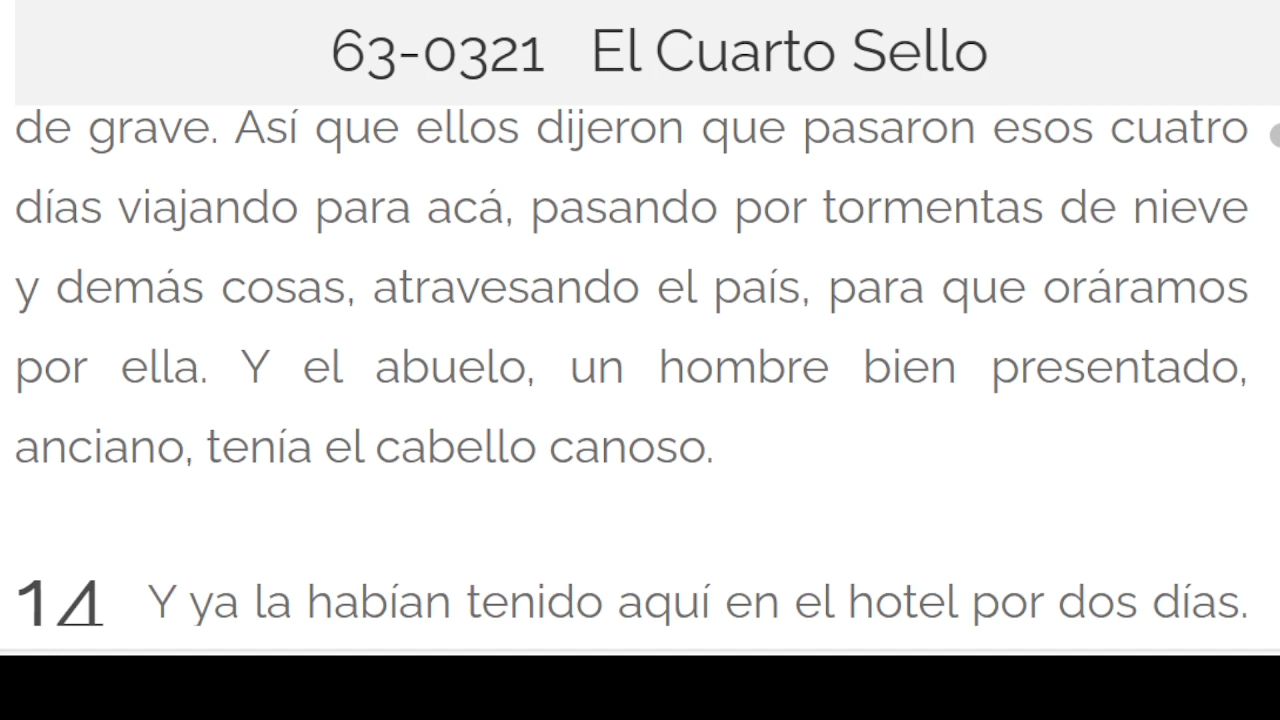 63-0321 El Cuarto Sello
de grave. Así que ellos dijeron que pasaron esos cuatro
días viajando para acá, pasando por tormentas de nieve
y demás cosas, atravesando el país, para que oráramos
por ella. Y el abuelo, un hombre bien presentado,
anciano, tenía el cabello canoso.
14 Y ya la habían tenido aquí en el hotel por dos días.